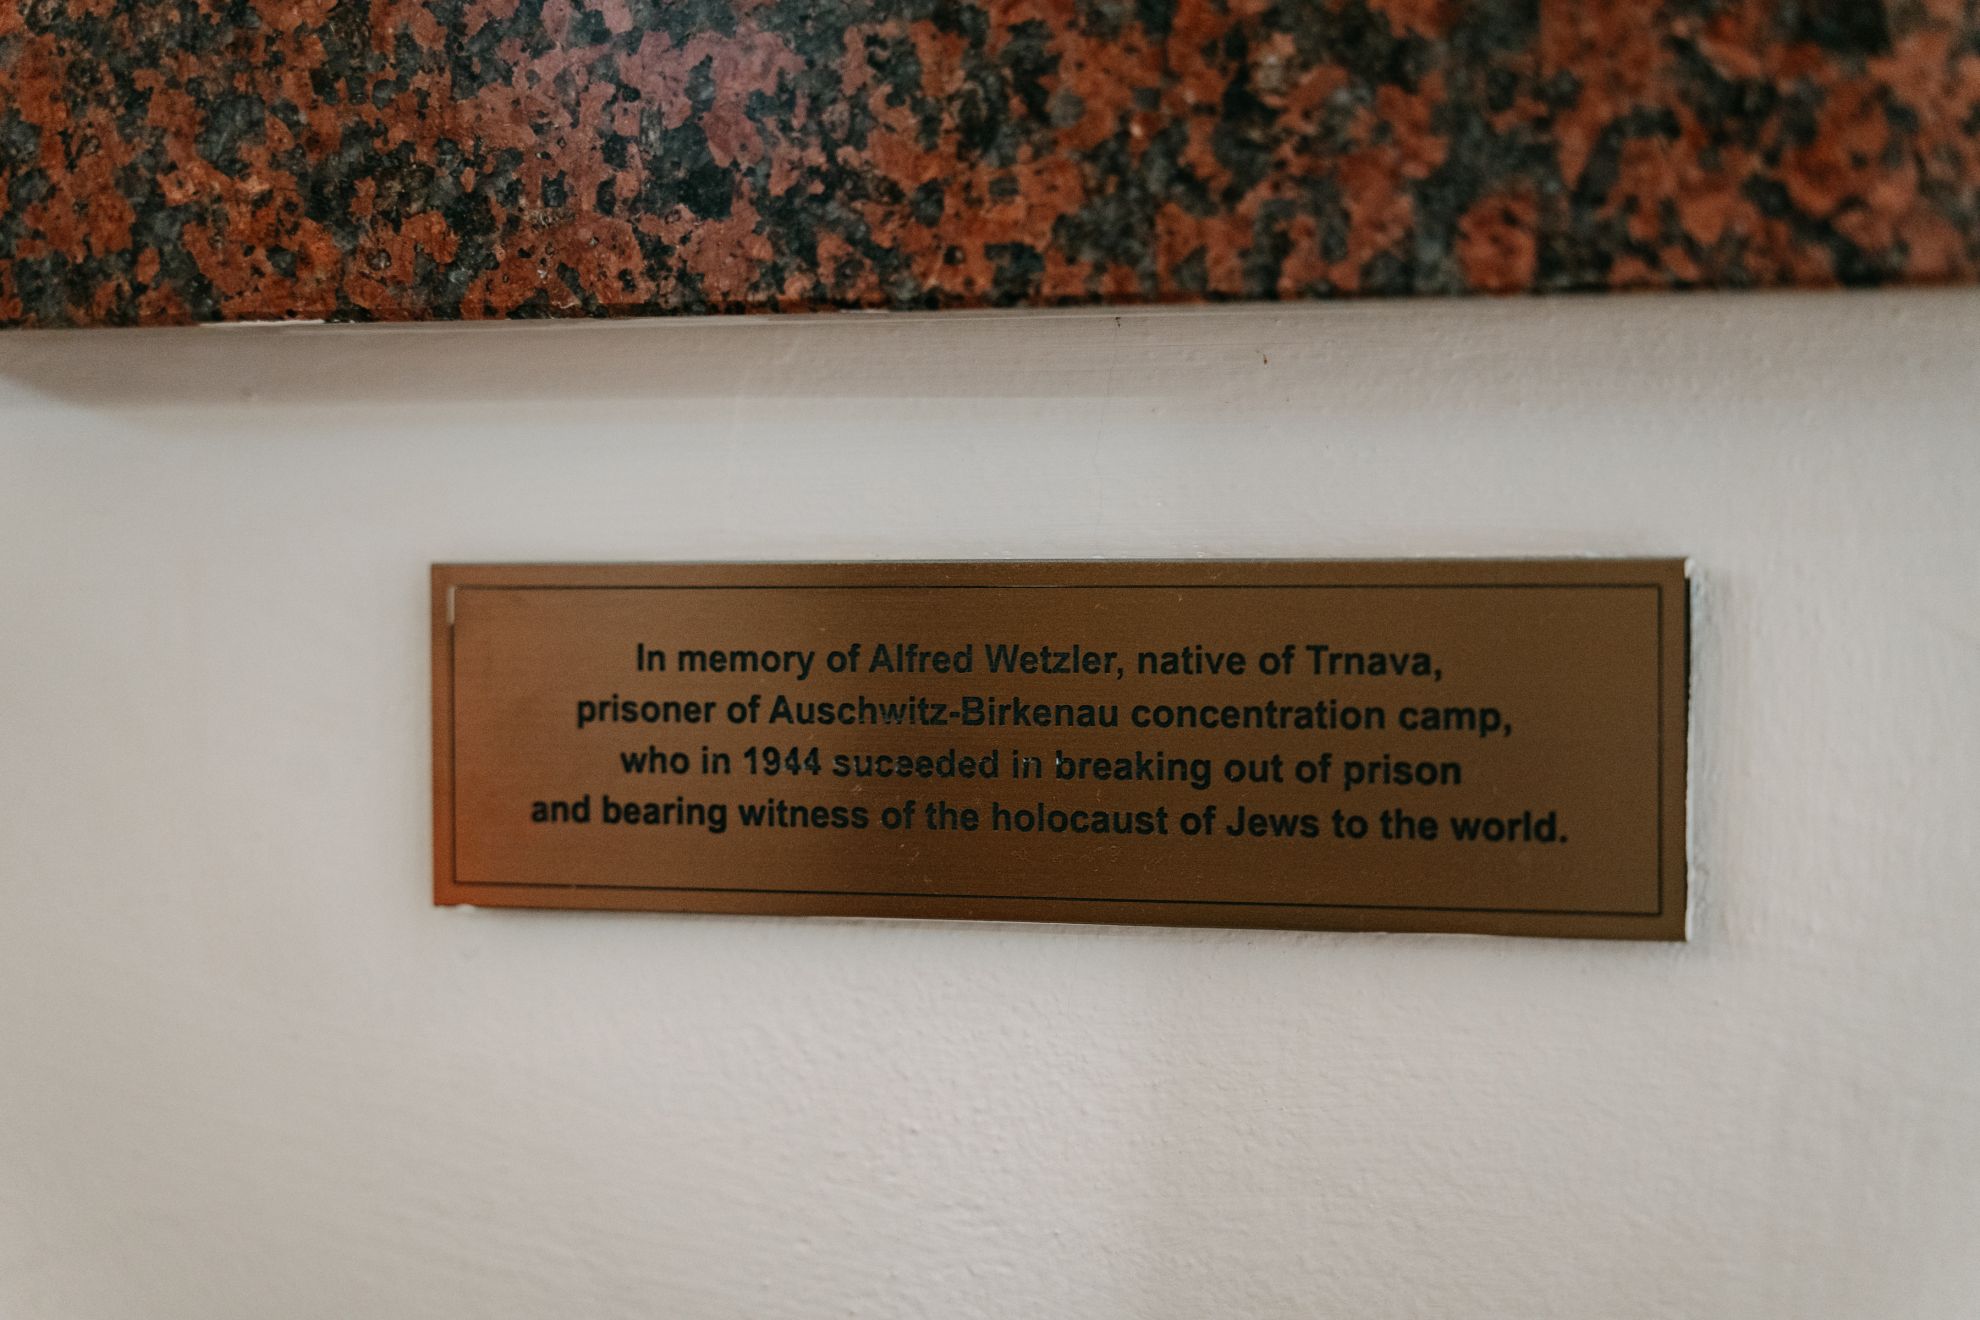 In memory of Alfred Wetzler, native of Trnava,
prisoner of Auschwitz-Birkenau concentration camp,
who in 1944 suceeded in breaking out of prison
and bearing witness of the holocaust of Jews to the world.